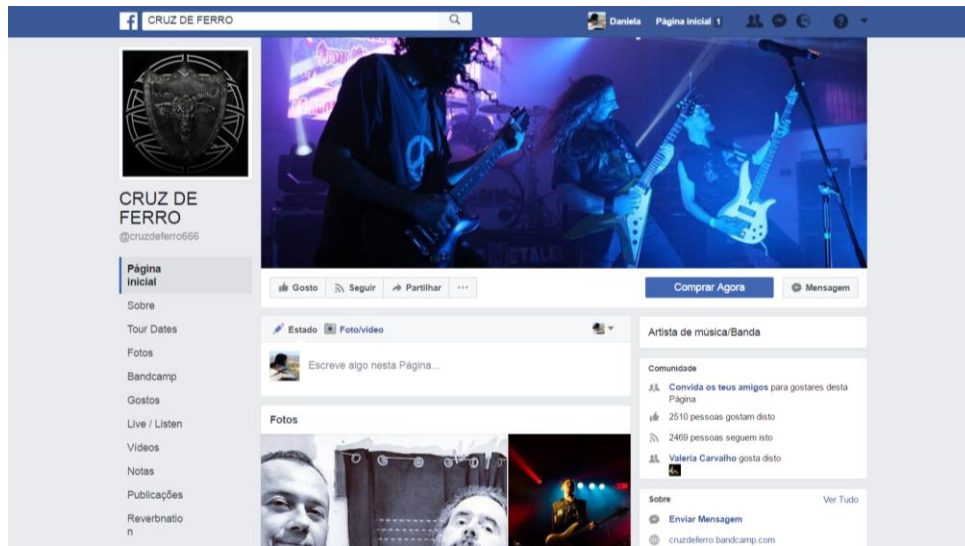 CRUZ DE FERRO
Daniela
Página inicial 1
CRUZ DE
FERRO
@cruzdeferro666
Página
inicial
Sobre
Tour Dates
Fotos
Bandcamp
Gostos
Live / Listen
Vídeos
Notas
Publicações
Reverbnatio
n
METALE
Gosto
Seguir
Partilhar
Comprar Agora
Mensagem
Estado
Foto/vídeo
Escreve algo nesta Página...
Fotos
Artista de música/Banda
Comunidade
Convida os teus amigos para gostares desta
Página
2510 pessoas gostam disto
2469 pessoas seguem isto
Valeria Carvalho gosta disto
Sobre
Ver Tudo
Enviar Mensagem
cruzdeferro.bandcamp.com